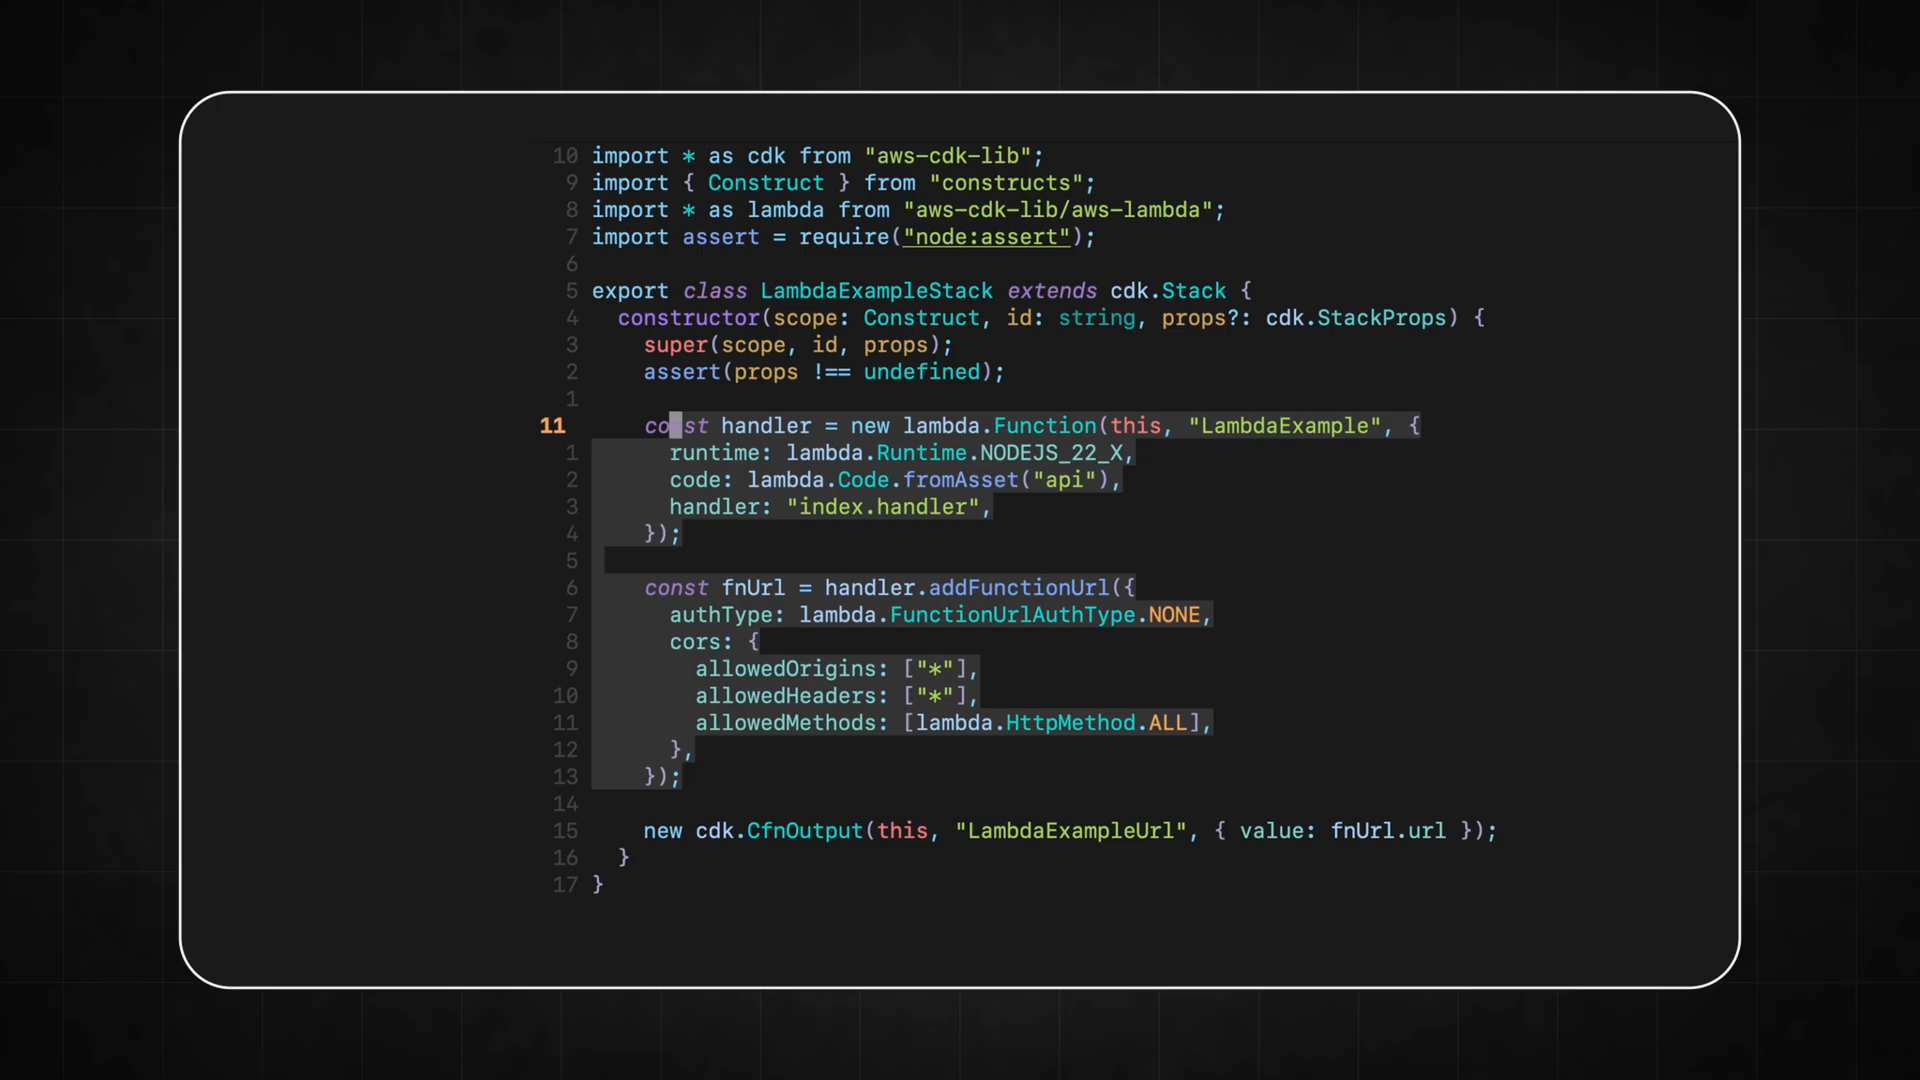 10 import * as cdk from "aws-cdk-lib";
9 import { Construct } from "constructs";
8 import * as lambda from "aws-cdk-lib/aws-lambda";
7 import assert = require("node:assert");
6
5 export class LambdaExampleStack extends cdk.Stack {
4   constructor(scope: Construct, id: string, props?: cdk.StackProps) {
3     super(scope, id, props);
2     assert(props !== undefined);
1
11     const handler = new lambda.Function(this, "LambdaExample", {
1       runtime: lambda.Runtime.NODEJS_22_X,
2       code: lambda.Code.fromAsset("api"),
3       handler: "index.handler",
4     });
5
6     const fnUrl = handler.addFunctionUrl({
7       authType: lambda.FunctionUrlAuthType.NONE,
8       cors: {
9         allowedOrigins: ["*"],
10         allowedHeaders: ["*"],
11         allowedMethods: [lambda.HttpMethod.ALL],
12       },
13     });
14
15     new cdk.CfnOutput(this, "LambdaExampleUrl", { value: fnUrl.url });
16   }
17 }